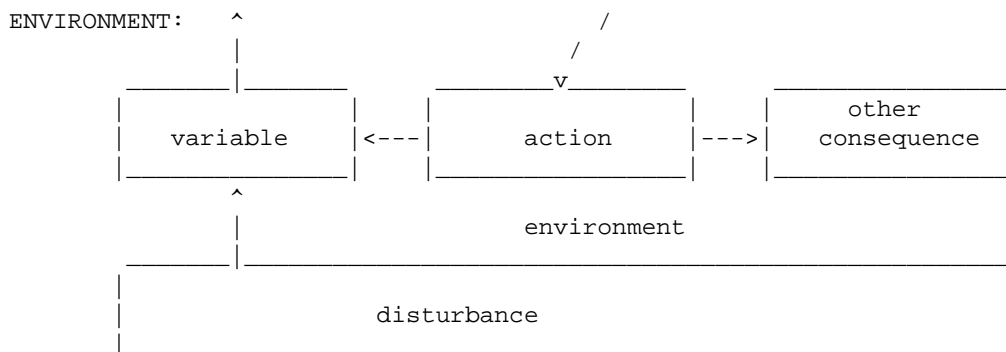 ENVIRONMENT:
other
variable action consequence
environment
disturbance